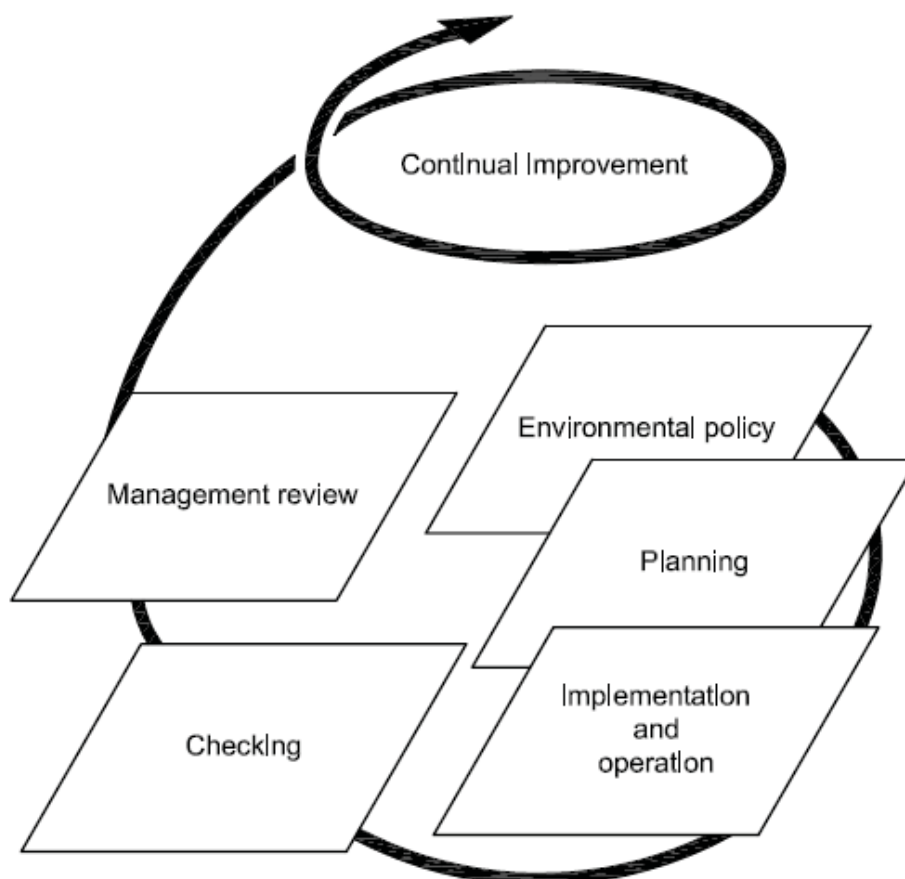 Continual improvement
Environmental policy
Management review
Planning
Implementation
and
operation
Checking